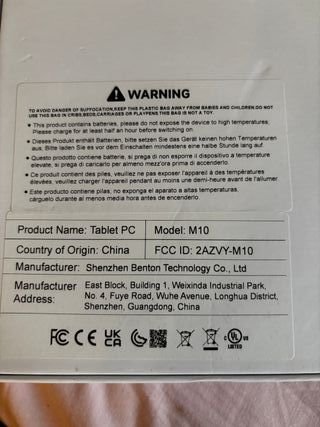 WARNING
TO AVOID DANGER OF SUFFOCATION,KEEP THIS PLASTIC BAG AWAY FROM BABIES AND CHILDREN.DO NOT
USE THIS BAG IN CRIBS,BEDS,CARRIAGES OR PLAYPENS THIS BAG IS NOT A TOY.
• This product contains batteries, please do not expose the device to high temperatures;
Please charge for at least half an hour before switching on
• Dieses Produkt enthält Batterien, bitte setzen Sie das Gerät keinen hohen Temperaturen
aus; Bitte laden Sie es vor dem Einschalten mindestens eine halbe Stunde lang auf.
• Questo prodotto contiene batterie, si prega di non esporre il dispositivo a temperature
elevate, si prega di caricarlo per almeno mezz'ora prima di accenderlo.
• Ce produit contient des piles, veuillez ne pas exposer l'appareil à des températures
élevées, veuillez charger l'appareil pendant au moins une demi-heure avant de l'allumer.
• Este producto contiene pilas, no exponga el aparato a altas temperaturas.
cárguelo durante al menos media hora antes de encenderlo
Product Name: Tablet PC
Model: M10
Country of Origin: China
FCC ID: 2AZVY-M10
Manufacturer: Shenzhen Benton Technology Co., Ltd
Manufacturer Address:
East Block, Building 1, Weixinda Industrial Park,
No. 4, Fuye Road, Wuhe Avenue, Longhua District,
Shenzhen, Guangdong, China
FC CE UK CA C UL US LISTED